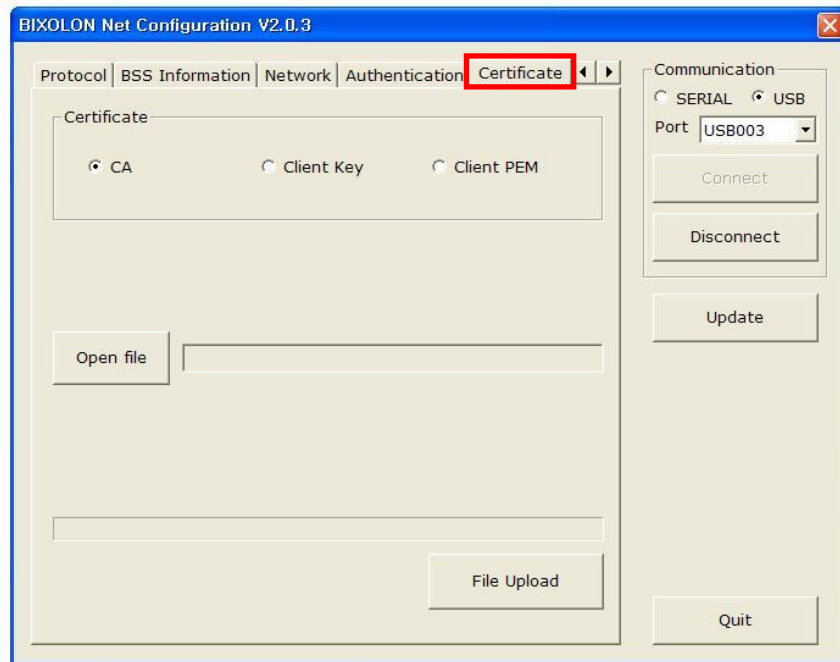 BIXOLON Net Configuration V2.0.3
Protocol BSS Information Network Authentication Certificate
Certificate
CA Client Key Client PEM
Open file
File Upload
Communication
SERIAL USB
Port USB003
Connect
Disconnect
Update
Quit